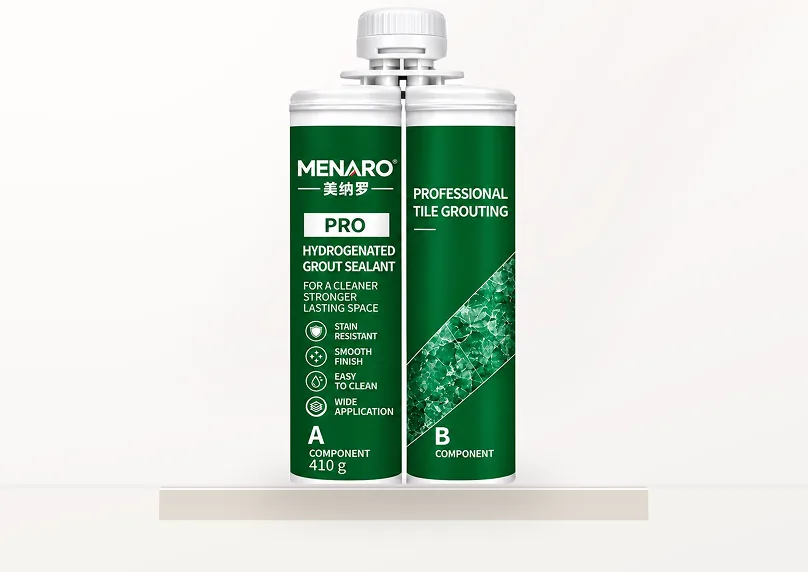 MENARO®
美纳罗
PRO
HYDROGENATED
GROUT SEALANT
FOR A CLEANER
STRONGER
LASTING SPACE
STAIN
RESISTANT
SMOOTH
FINISH
EASY
TO CLEAN
WIDE
APPLICATION
A
COMPONENT
410 g
PROFESSIONAL
TILE GROUTING
B
COMPONENT